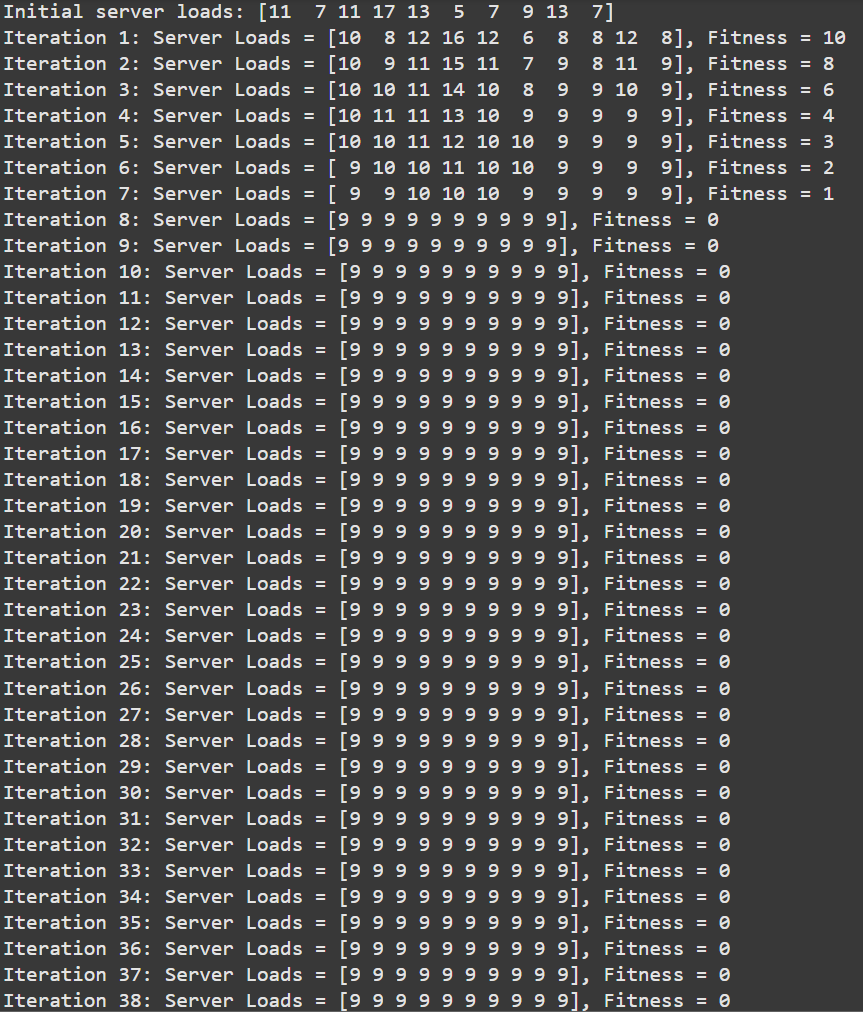 Initial server loads: [11  7 11 17 13  5  7  9 13  7]
Iteration 1: Server Loads = [10  8 12 16 12  6  8  8 12  8], Fitness = 10
Iteration 2: Server Loads = [10  9 11 15 11  7  9  8 11  9], Fitness = 8
Iteration 3: Server Loads = [10 10 11 14 10  8  9  9 10  9], Fitness = 6
Iteration 4: Server Loads = [10 11 11 13 10  9  9  9  9  9], Fitness = 4
Iteration 5: Server Loads = [10 10 11 12 10 10  9  9  9  9], Fitness = 3
Iteration 6: Server Loads = [ 9 10 10 11 10 10  9  9  9  9], Fitness = 2
Iteration 7: Server Loads = [ 9  9 10 10 10  9  9  9  9  9], Fitness = 1
Iteration 8: Server Loads = [9 9 9 9 9 9 9 9 9 9], Fitness = 0
Iteration 9: Server Loads = [9 9 9 9 9 9 9 9 9 9], Fitness = 0
Iteration 10: Server Loads = [9 9 9 9 9 9 9 9 9 9], Fitness = 0
Iteration 11: Server Loads = [9 9 9 9 9 9 9 9 9 9], Fitness = 0
Iteration 12: Server Loads = [9 9 9 9 9 9 9 9 9 9], Fitness = 0
Iteration 13: Server Loads = [9 9 9 9 9 9 9 9 9 9], Fitness = 0
Iteration 14: Server Loads = [9 9 9 9 9 9 9 9 9 9], Fitness = 0
Iteration 15: Server Loads = [9 9 9 9 9 9 9 9 9 9], Fitness = 0
Iteration 16: Server Loads = [9 9 9 9 9 9 9 9 9 9], Fitness = 0
Iteration 17: Server Loads = [9 9 9 9 9 9 9 9 9 9], Fitness = 0
Iteration 18: Server Loads = [9 9 9 9 9 9 9 9 9 9], Fitness = 0
Iteration 19: Server Loads = [9 9 9 9 9 9 9 9 9 9], Fitness = 0
Iteration 20: Server Loads = [9 9 9 9 9 9 9 9 9 9], Fitness = 0
Iteration 21: Server Loads = [9 9 9 9 9 9 9 9 9 9], Fitness = 0
Iteration 22: Server Loads = [9 9 9 9 9 9 9 9 9 9], Fitness = 0
Iteration 23: Server Loads = [9 9 9 9 9 9 9 9 9 9], Fitness = 0
Iteration 24: Server Loads = [9 9 9 9 9 9 9 9 9 9], Fitness = 0
Iteration 25: Server Loads = [9 9 9 9 9 9 9 9 9 9], Fitness = 0
Iteration 26: Server Loads = [9 9 9 9 9 9 9 9 9 9], Fitness = 0
Iteration 27: Server Loads = [9 9 9 9 9 9 9 9 9 9], Fitness = 0
Iteration 28: Server Loads = [9 9 9 9 9 9 9 9 9 9], Fitness = 0
Iteration 29: Server Loads = [9 9 9 9 9 9 9 9 9 9], Fitness = 0
Iteration 30: Server Loads = [9 9 9 9 9 9 9 9 9 9], Fitness = 0
Iteration 31: Server Loads = [9 9 9 9 9 9 9 9 9 9], Fitness = 0
Iteration 32: Server Loads = [9 9 9 9 9 9 9 9 9 9], Fitness = 0
Iteration 33: Server Loads = [9 9 9 9 9 9 9 9 9 9], Fitness = 0
Iteration 34: Server Loads = [9 9 9 9 9 9 9 9 9 9], Fitness = 0
Iteration 35: Server Loads = [9 9 9 9 9 9 9 9 9 9], Fitness = 0
Iteration 36: Server Loads = [9 9 9 9 9 9 9 9 9 9], Fitness = 0
Iteration 37: Server Loads = [9 9 9 9 9 9 9 9 9 9], Fitness = 0
Iteration 38: Server Loads = [9 9 9 9 9 9 9 9 9 9], Fitness = 0